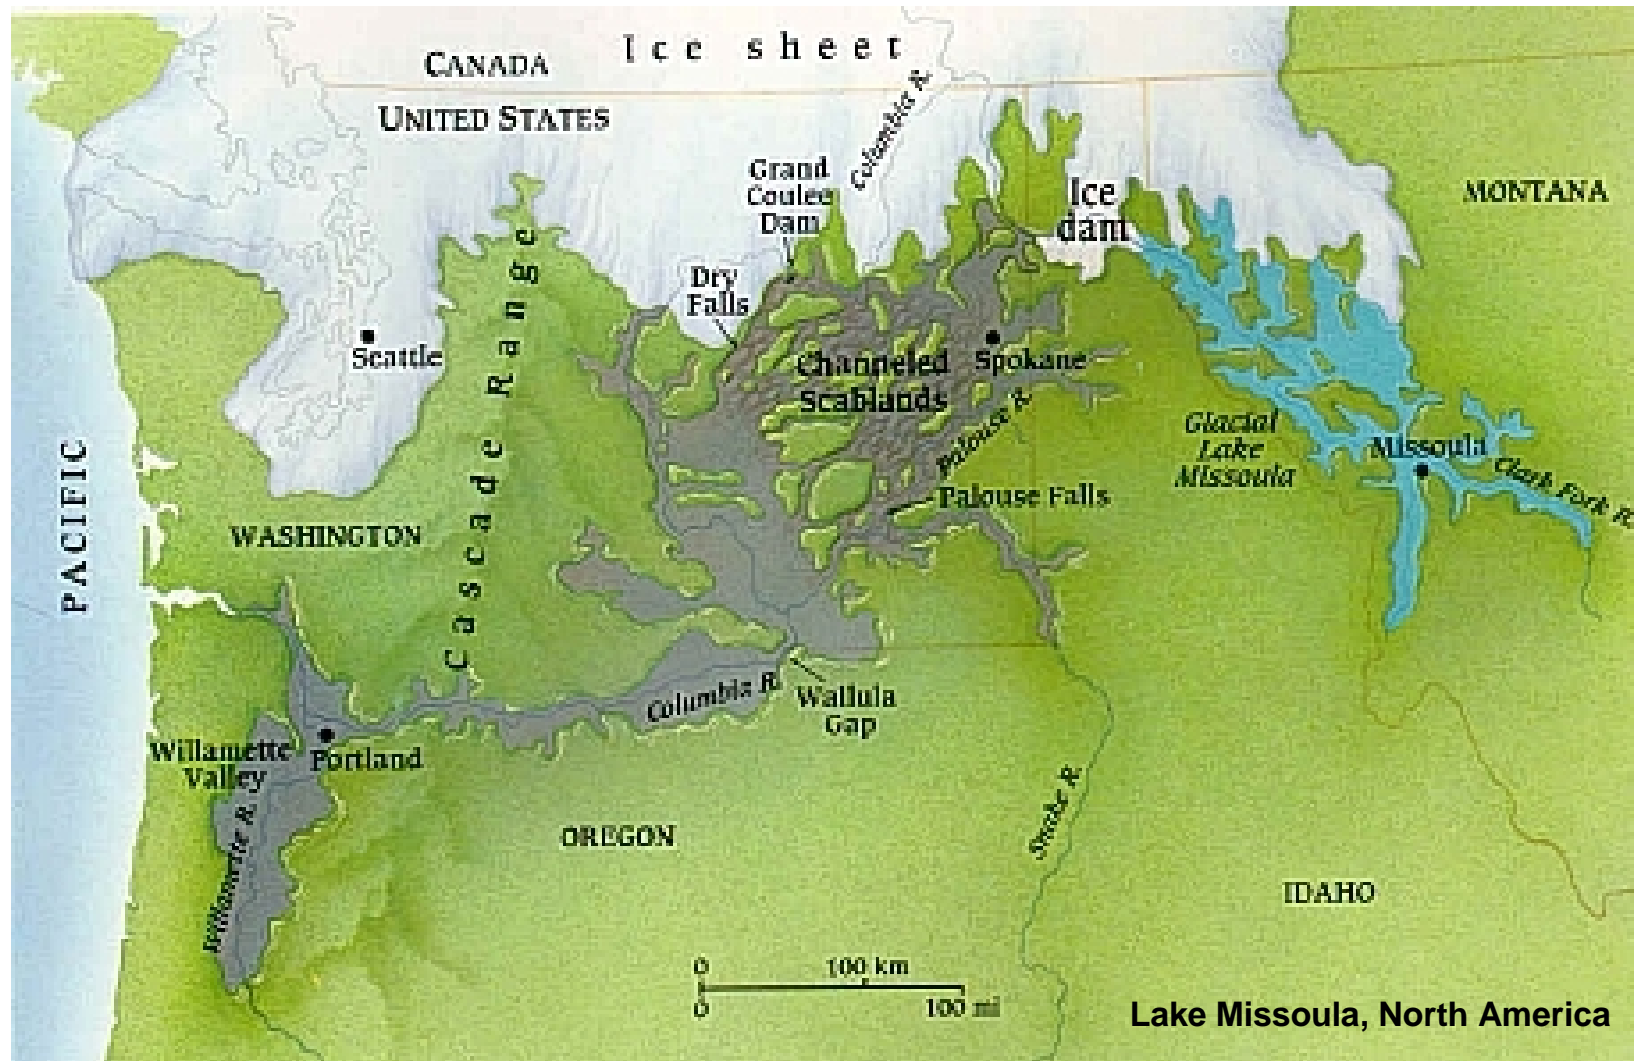 Ice sheet
CANADA
UNITED STATES
Columbia R.
Grand
Coulee
Dam
Ice
dam
MONTANA
Dry
Falls
Seattle
Cascade Range
Channeled
Scablands
Spokane
Palouse R.
Glacial
Lake
Missoula
Missoula
Clark Fork R.
Palouse Falls
PACIFIC
WASHINGTON
Columbia R.
Wallula
Gap
Willamette
Valley
Portland
Willamette R.
OREGON
Snake R.
IDAHO
0 100 km
0 100 mi
Lake Missoula, North America